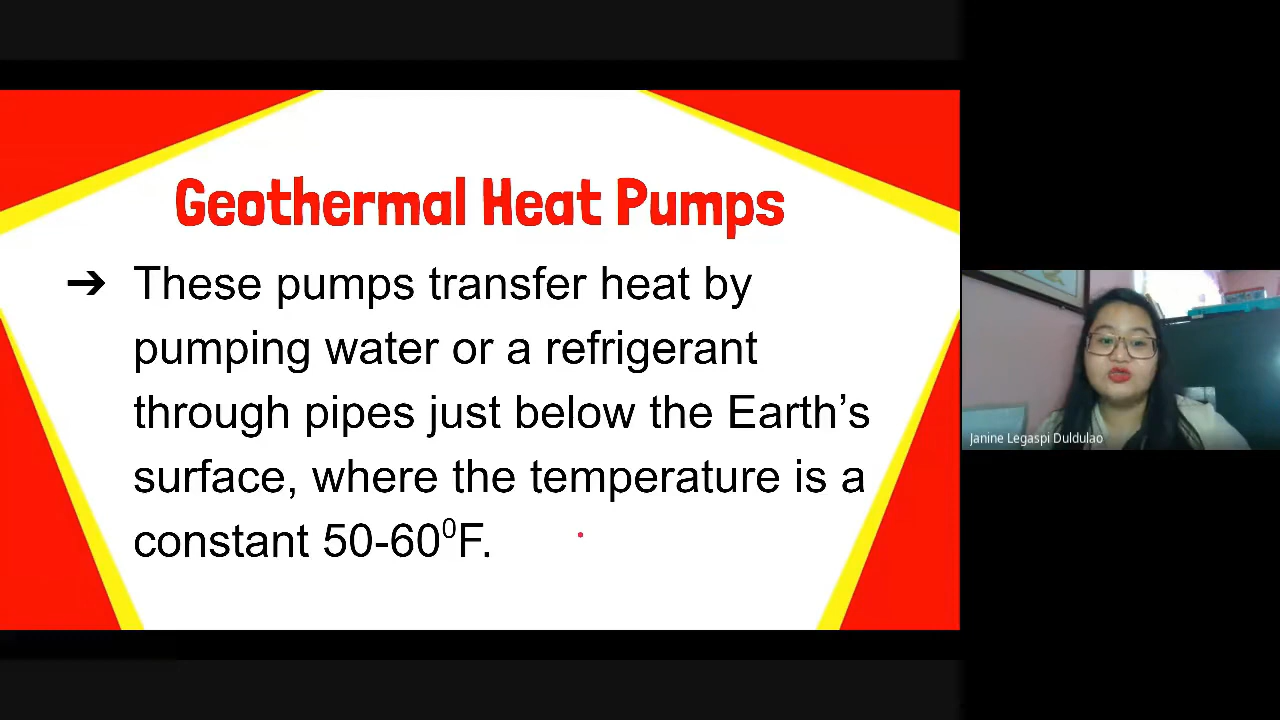 Geothermal Heat Pumps
➔ These pumps transfer heat by
pumping water or a refrigerant
through pipes just below the Earth’s
surface, where the temperature is a
constant 50-60⁰F.
Janine Legaspi Duldulao